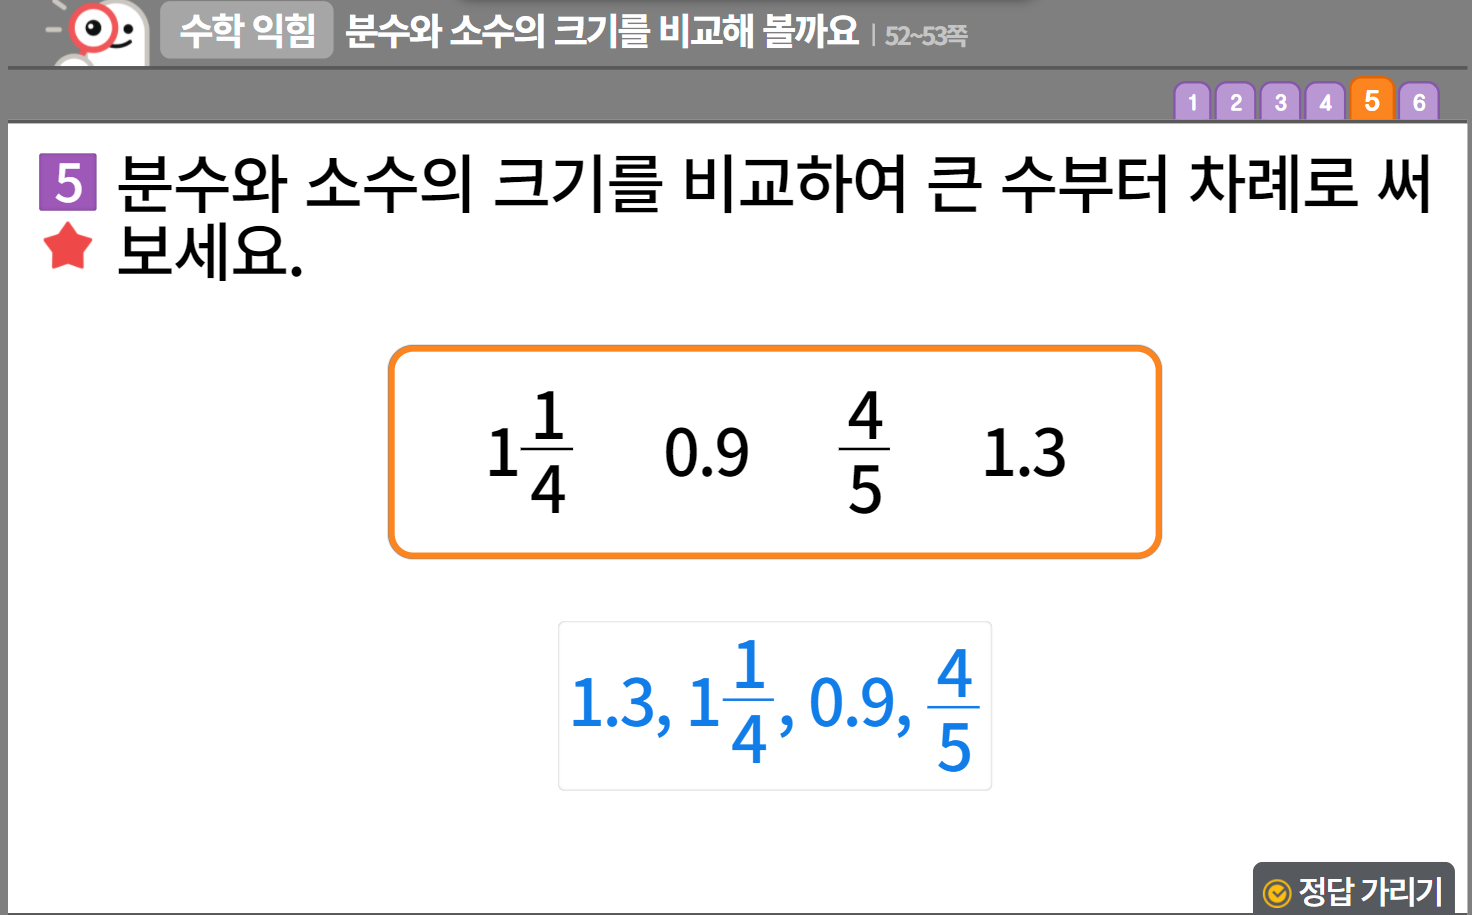 수학 익힘 분수와 소수의 크기를 비교해 볼까요 | 52~53쪽
1 2 3 4 5 6
5 분수와 소수의 크기를 비교하여 큰 수부터 차례로 써
보세요.
1 1/4 0.9 4/5 1.3
1.3, 1 1/4, 0.9, 4/5
정답 가리기